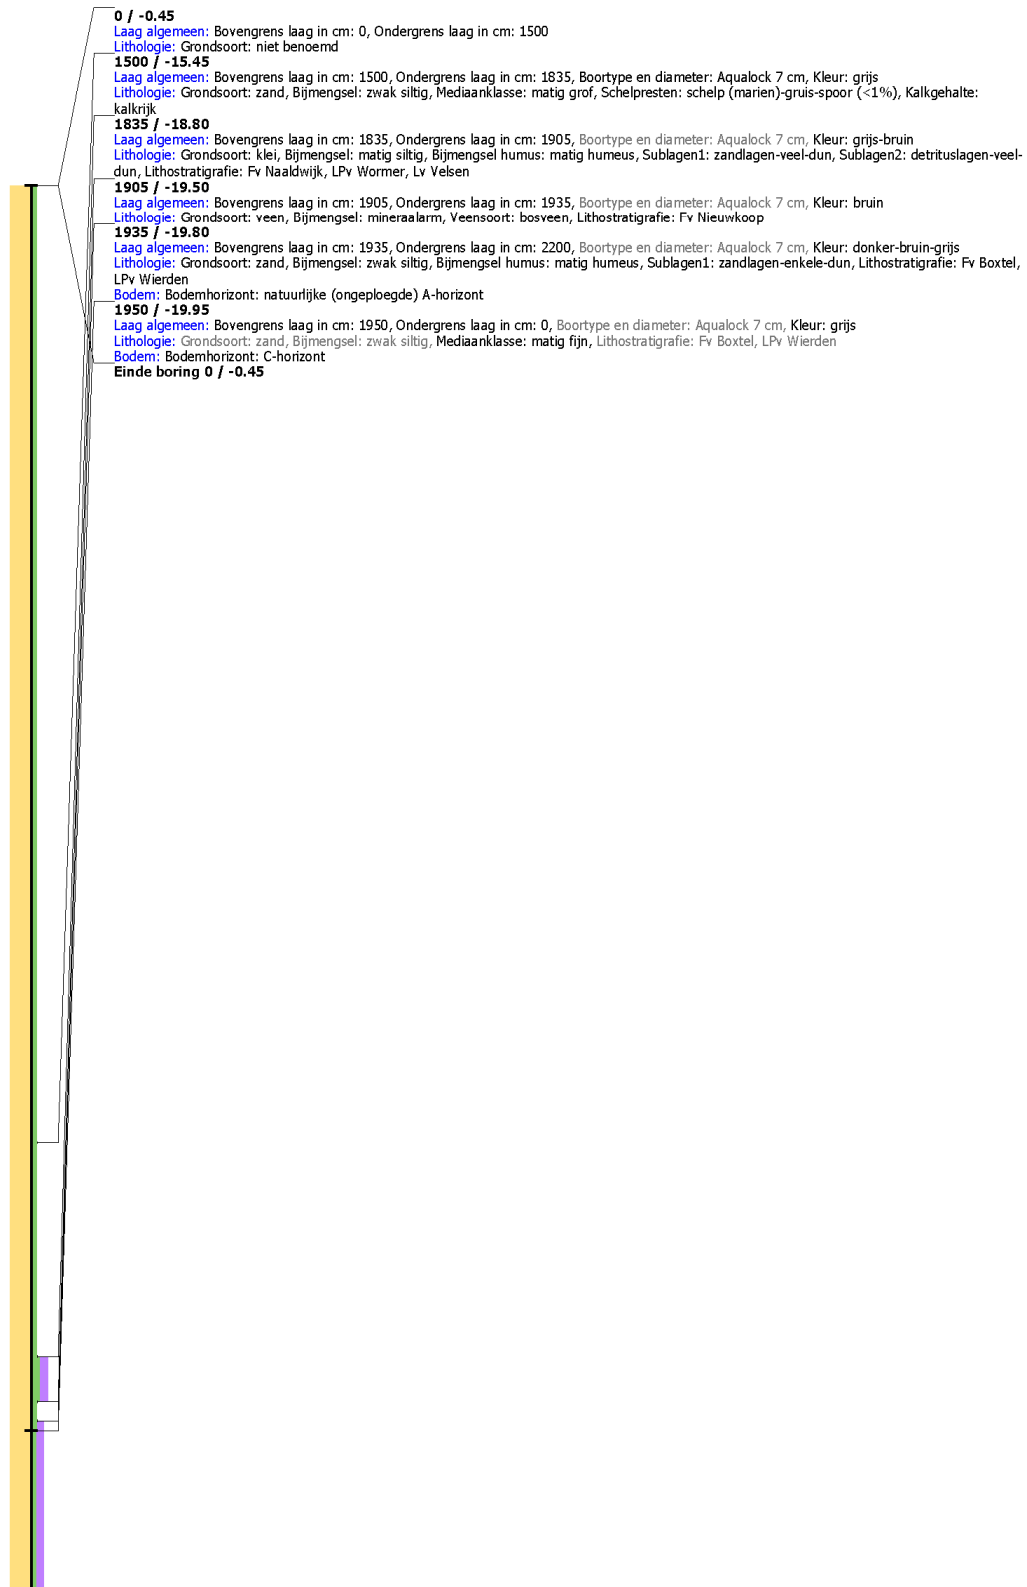 0 / -0.45
Laag algemeen: Bovengrens laag in cm: 0, Ondergrens laag in cm: 1500
Lithologie: Grondsoort: niet benoemd
1500 / -15.45
Laag algemeen: Bovengrens laag in cm: 1500, Ondergrens laag in cm: 1835, Boortype en diameter: Aqualock 7 cm, Kleur: grijs
Lithologie: Grondsoort: zand, Bijmengsel: zwak siltig, Mediaanklasse: matig grof, Schelpresten: schelp (marien)-gruis-spoor (<1%), Kalkgehalte:
kalkrijk
1835 / -18.80
Laag algemeen: Bovengrens laag in cm: 1835, Ondergrens laag in cm: 1905, Boortype en diameter: Aqualock 7 cm, Kleur: grijs-bruin
Lithologie: Grondsoort: klei, Bijmengsel: matig siltig, Bijmengsel humus: matig humeus, Sublagen1: zandlagen-veel-dun, Sublagen2: detrituslagen-veel-
dun, Lithostratigrafie: Fv Naaldwijk, LPv Wormer, Lv Velsen
1905 / -19.50
Laag algemeen: Bovengrens laag in cm: 1905, Ondergrens laag in cm: 1935, Boortype en diameter: Aqualock 7 cm, Kleur: bruin
Lithologie: Grondsoort: veen, Bijmengsel: mineraalarm, Veensoort: bosveen, Lithostratigrafie: Fv Nieuwkoop
1935 / -19.80
Laag algemeen: Bovengrens laag in cm: 1935, Ondergrens laag in cm: 2200, Boortype en diameter: Aqualock 7 cm, Kleur: donker-bruin-grijs
Lithologie: Grondsoort: zand, Bijmengsel: zwak siltig, Bijmengsel humus: matig humeus, Sublagen1: zandlagen-enkele-dun, Lithostratigrafie: Fv Boxtel,
LPv Wierden
Bodem: Bodemhorizont: natuurlijke (ongeploegde) A-horizont
1950 / -19.95
Laag algemeen: Bovengrens laag in cm: 1950, Ondergrens laag in cm: 0, Boortype en diameter: Aqualock 7 cm, Kleur: grijs
Lithologie: Grondsoort: zand, Bijmengsel: zwak siltig, Mediaanklasse: matig fijn, Lithostratigrafie: Fv Boxtel, LPv Wierden
Bodem: Bodemhorizont: C-horizont
Einde boring 0 / -0.45